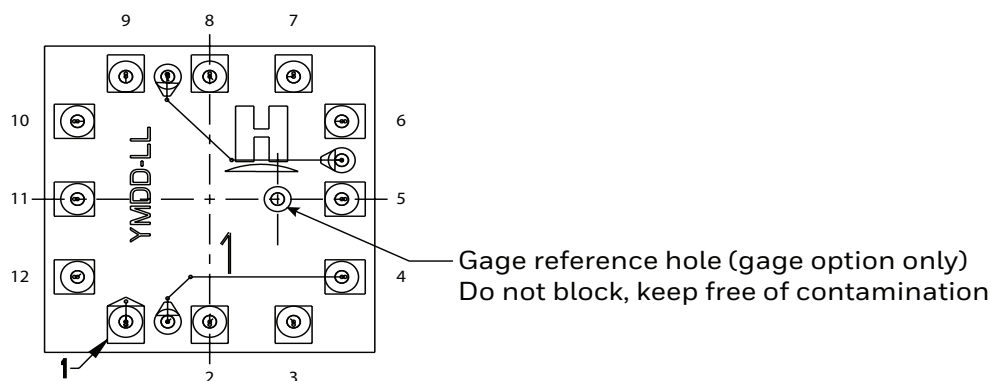 9 8 7
10 6
11 5
12 4
1 2 3
YMDD-LL
H
1
Gage reference hole (gage option only)
Do not block, keep free of contamination